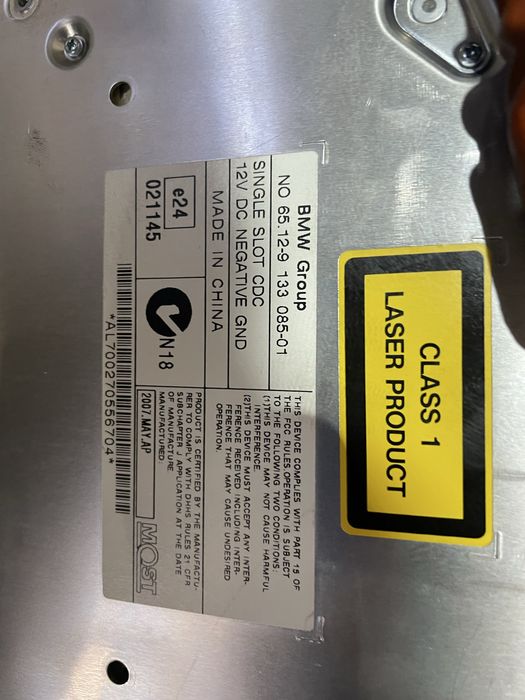 CLASS 1
LASER PRODUCT
BMW Group
NO 65.12-9 133 085-01
SINGLE SLOT CDC
12V DC NEGATIVE GND
MADE IN CHINA
e24
021145
N18
THIS DEVICE COMPLIES WITH PART 15 OF
THE FCC RULES.OPERATION IS SUBJECT
TO THE FOLLOWING TWO CONDITIONS:
(1)THIS DEVICE MAY NOT CAUSE HARMFUL
INTERFERENCE.
(2)THIS DEVICE MUST ACCEPT ANY INTER-
FERENCE RECEIVED INCLUDING INTER-
FERENCE THAT MAY CAUSE UNDESIRED
OPERATION.
PRODUCT IS CERTIFIED BY THE MANUFACTU-
RER TO COMPLY WITH DHHS RULES 21 CFR
SUBCHAPTER J APPLICATION AT THE DATE
OF MANUFACTURE
MANUFACTURED:
2007.MAY.AP
MOST
*AL700270556704*